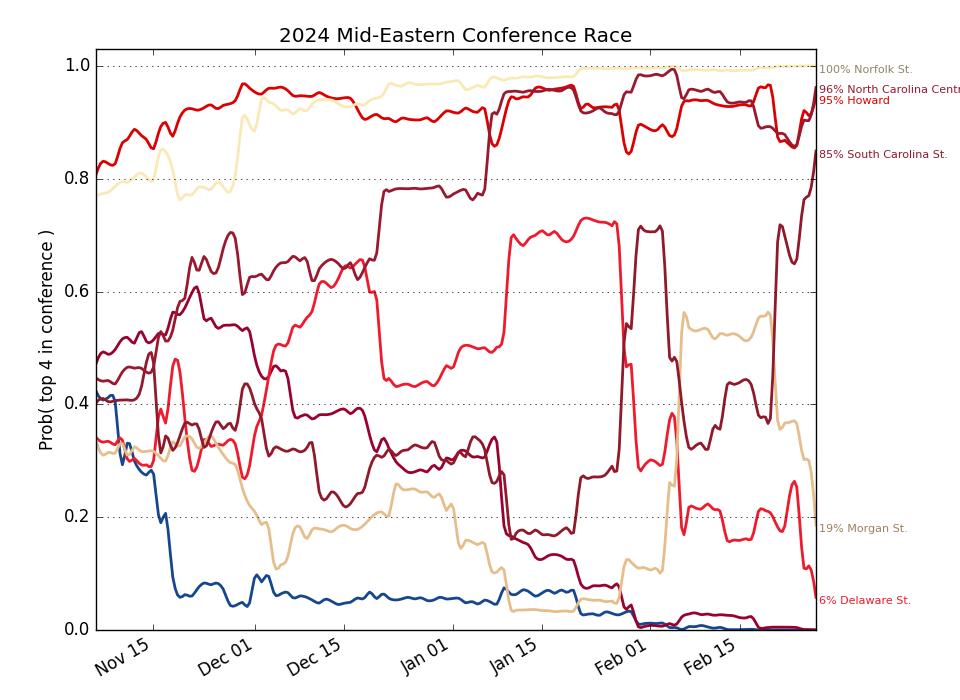 2024 Mid-Eastern Conference Race
Prob( top 4 in conference )
1.0
0.8
0.6
0.4
0.2
0.0
Nov 15
Dec 01
Dec 15
Jan 01
Jan 15
Feb 01
Feb 15
100% Norfolk St.
96% North Carolina Centr
95% Howard
85% South Carolina St.
19% Morgan St.
6% Delaware St.